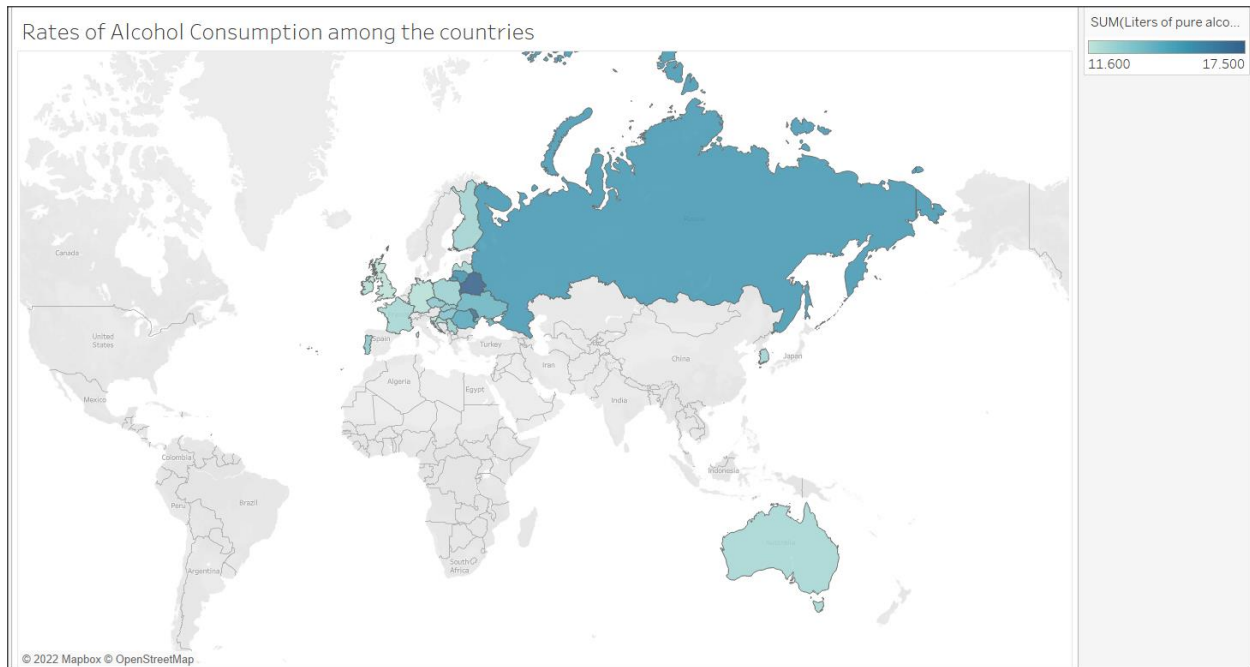 Rates of Alcohol Consumption among the countries
SUM(Liters of pure alco...
11.600 17.500
Canada
United
States
Mexico
Colombia
Peru
Brazil
Argentina
Spain
Algeria
Egypt
Turkey
Iran
India
China
Japan
Indonesia
South
Africa
© 2022 Mapbox © OpenStreetMap